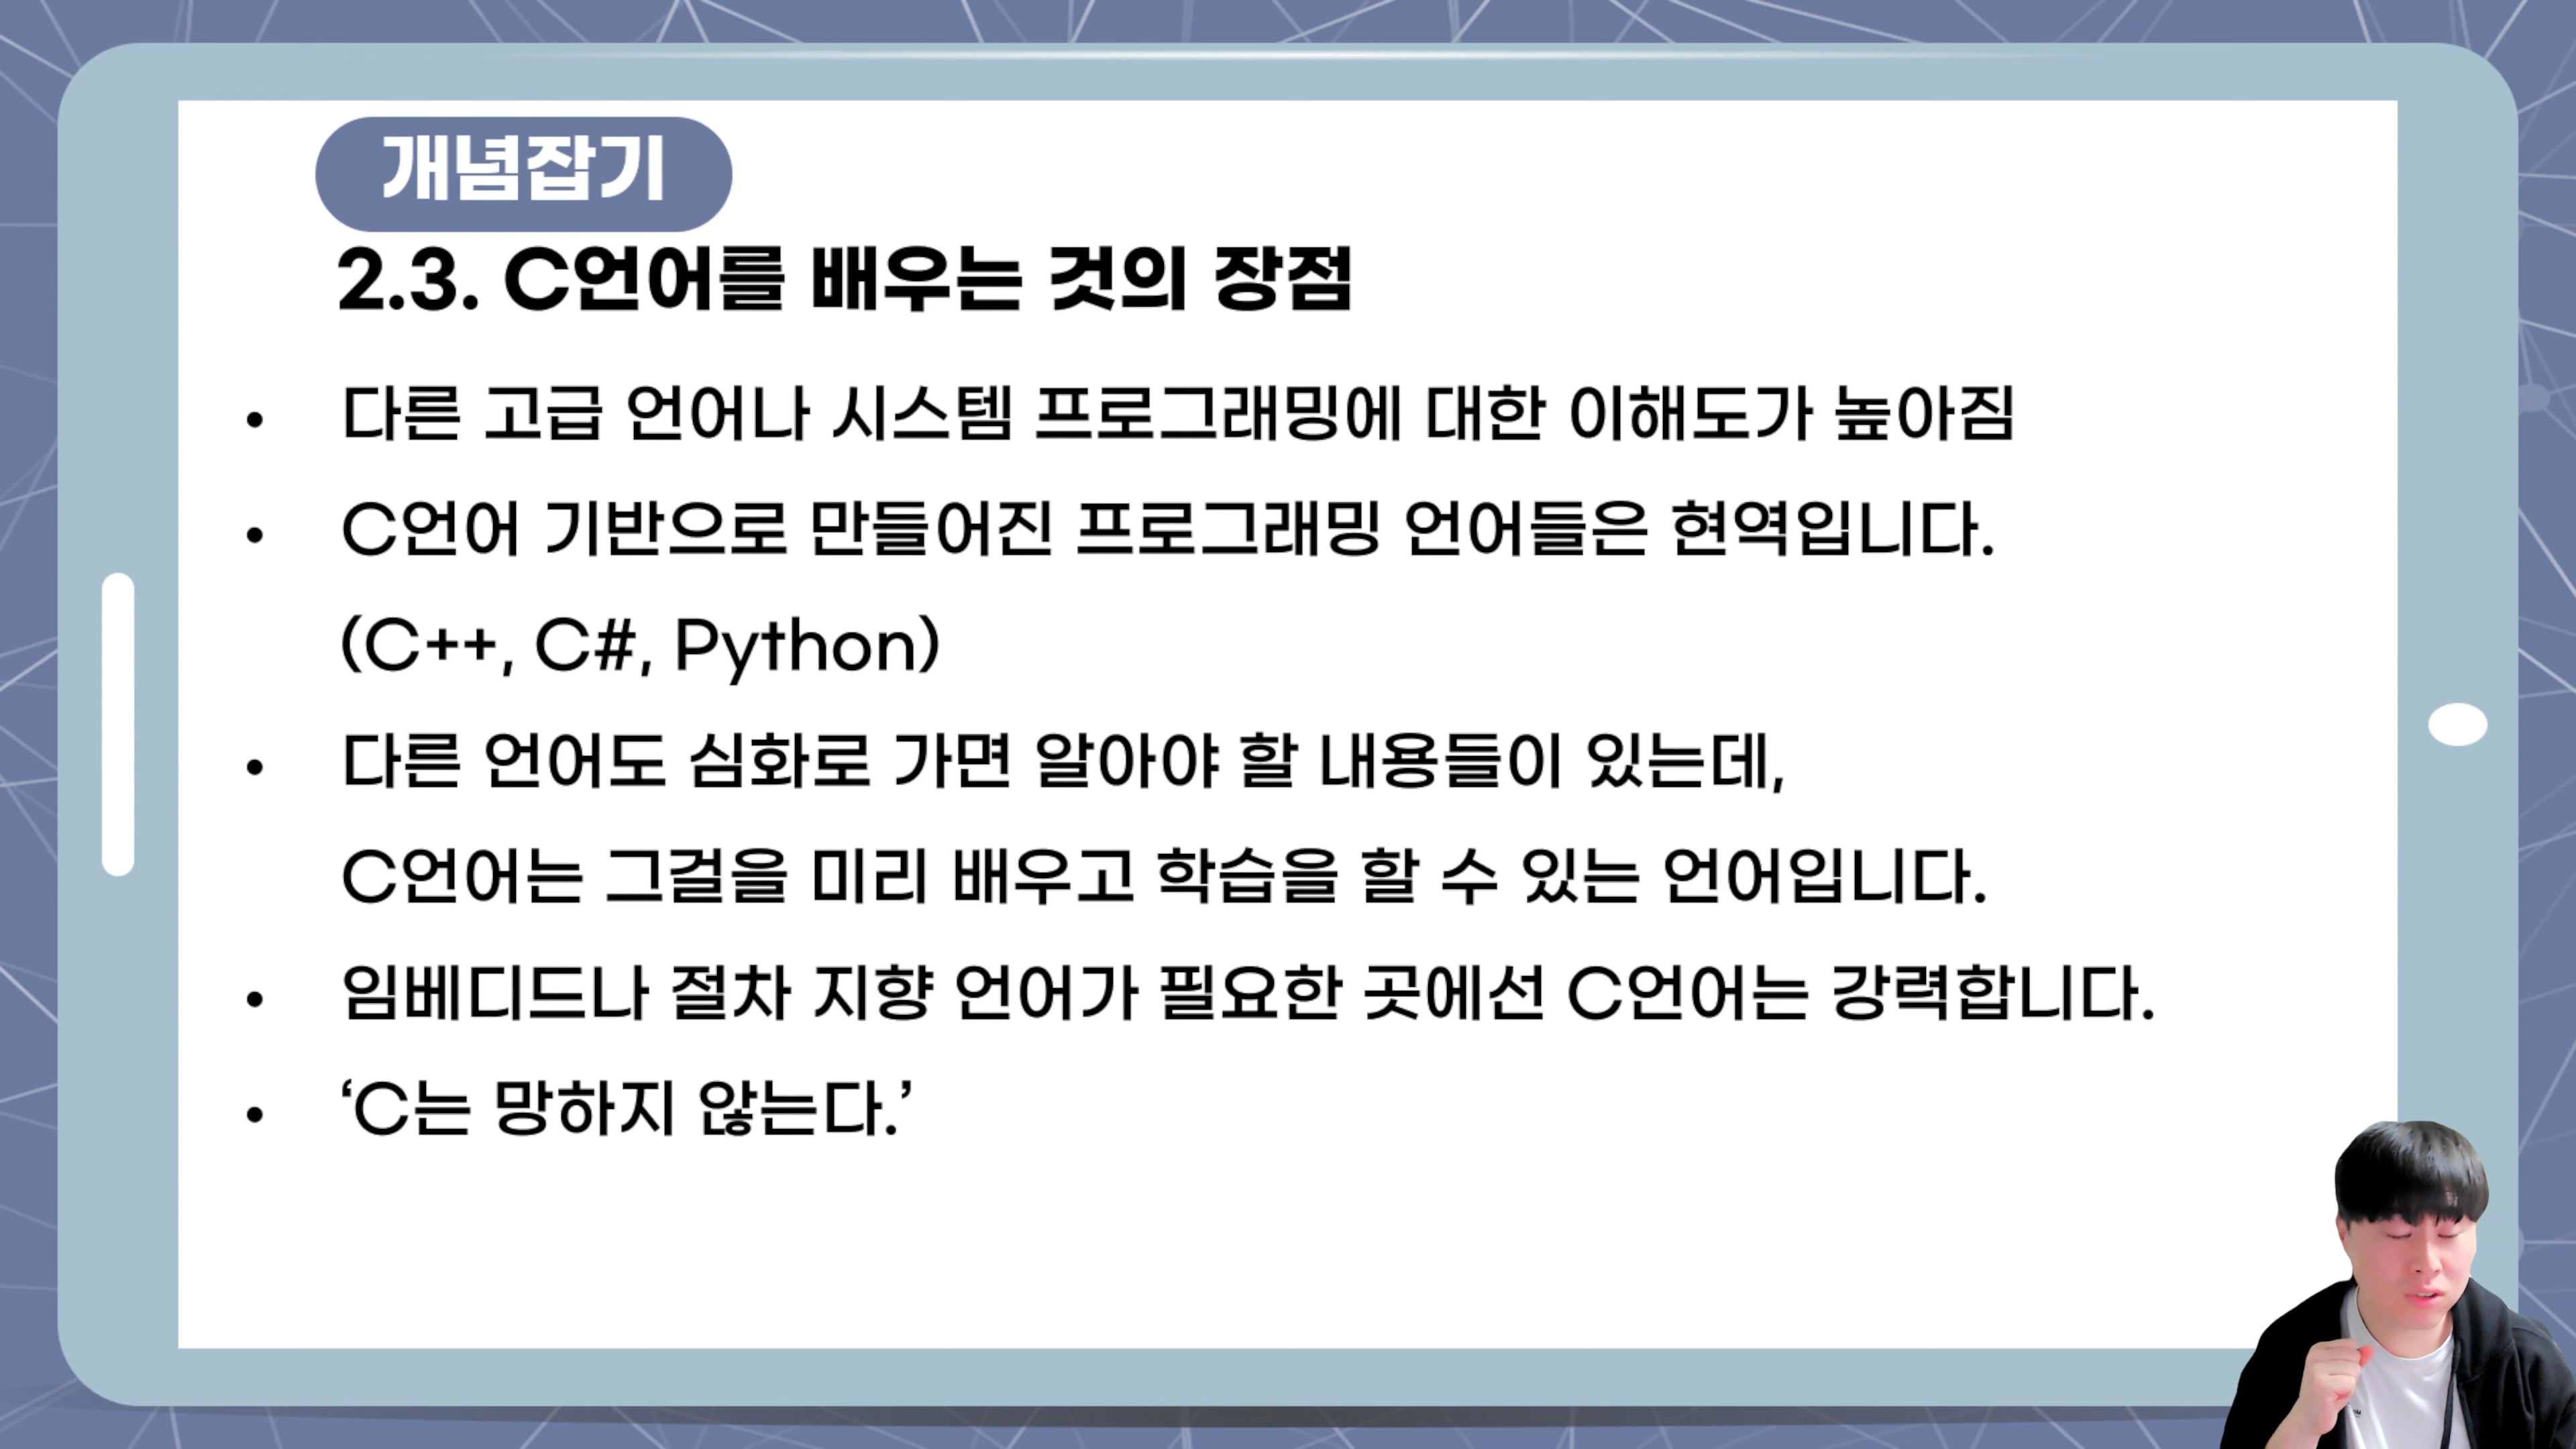 개념잡기
2.3. C언어를 배우는 것의 장점
• 다른 고급 언어나 시스템 프로그래밍에 대한 이해도가 높아짐
• C언어 기반으로 만들어진 프로그래밍 언어들은 현역입니다.
(C++, C#, Python)
• 다른 언어도 심화로 가면 알아야 할 내용들이 있는데,
C언어는 그걸을 미리 배우고 학습을 할 수 있는 언어입니다.
• 임베디드나 절차 지향 언어가 필요한 곳에선 C언어는 강력합니다.
• ‘C는 망하지 않는다.’